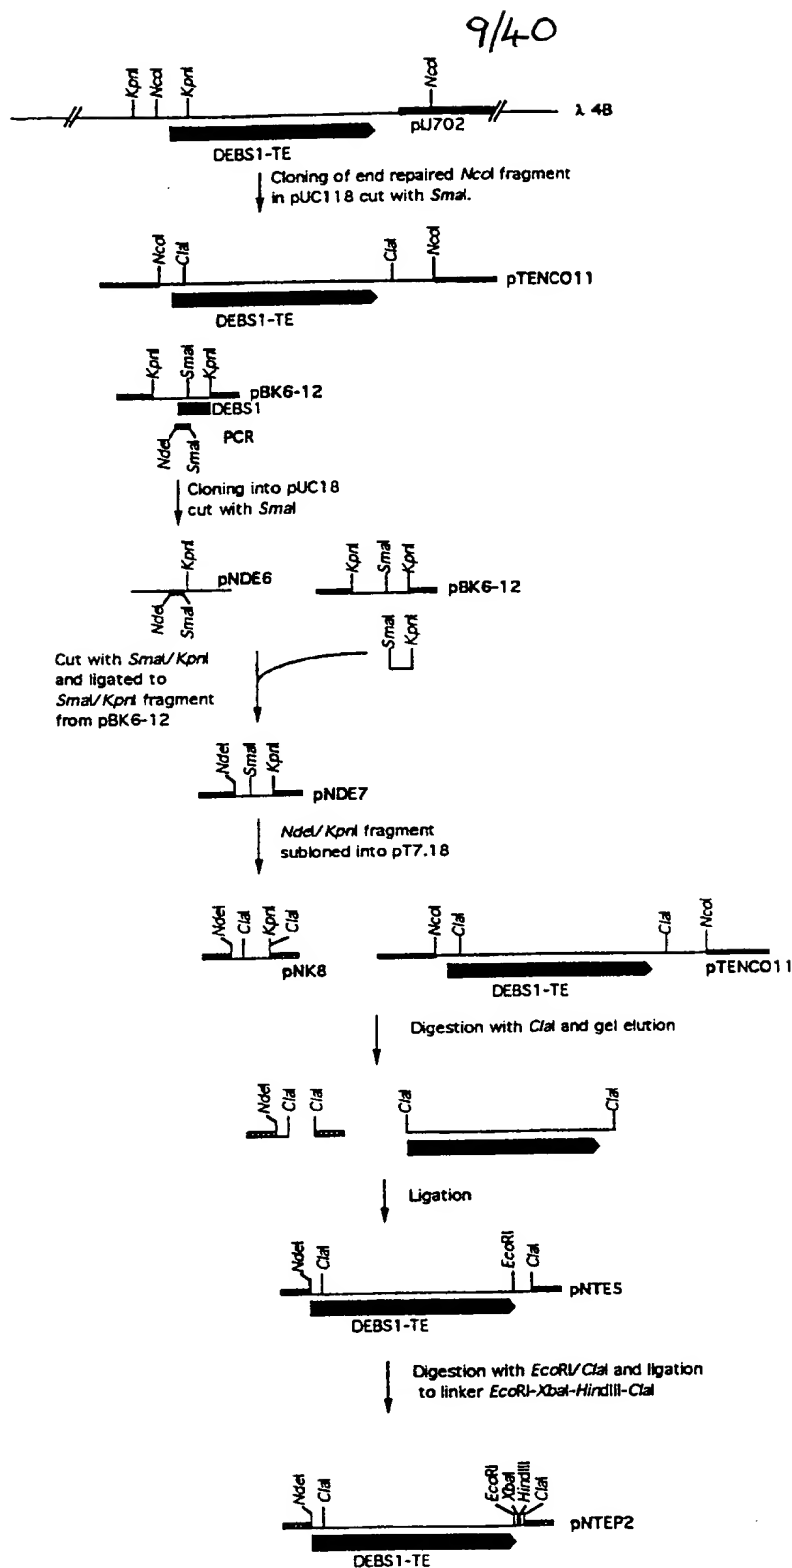 9/40
KpnI NcoI KpnI NcoI
λ 4B
pIJ702
DEBS1-TE
Cloning of end repaired NcoI fragment
in pUC118 cut with SmaI.
NcoI ClaI ClaI NcoI
pTENCO11
DEBS1-TE
KpnI SmaI KpnI
pBK6-12
DEBS1
PCR
NdeI SmaI
Cloning into pUC18
cut with SmaI
KpnI
pNDE6
NdeI SmaI
KpnI SmaI KpnI
pBK6-12
SmaI KpnI
Cut with SmaI/KpnI
and ligated to
SmaI/KpnI fragment
from pBK6-12
NdeI SmaI KpnI
pNDE7
NdeI/KpnI fragment
subloned into pT7.18
NdeI ClaI KpnI ClaI
pNK8
NcoI ClaI ClaI NcoI
pTENCO11
DEBS1-TE
Digestion with ClaI and gel elution
NdeI ClaI ClaI
ClaI ClaI
Ligation
NdeI ClaI EcoRI ClaI
pNTE5
DEBS1-TE
Digestion with EcoRI/ClaI and ligation
to linker EcoRI-XbaI-HindIII-ClaI
NdeI ClaI EcoRI XbaI HindIII ClaI
pNTEP2
DEBS1-TE